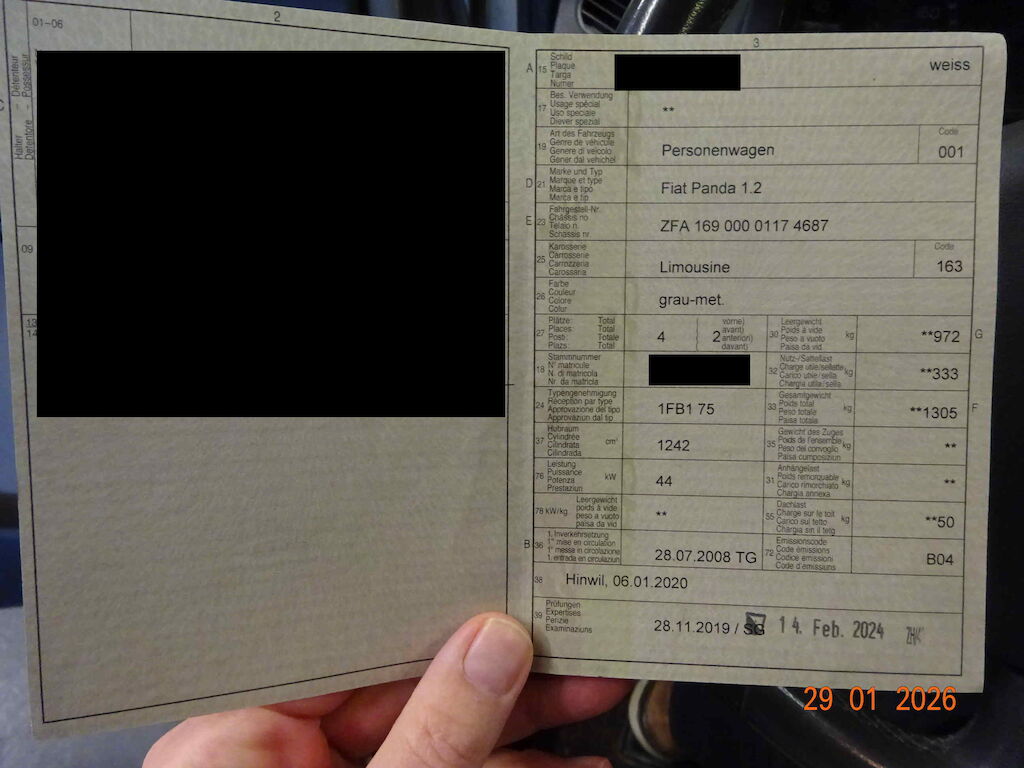 2
01-06
Halter - Détenteur
Detentore - Possessur
09
13
14
3
A
15
Schild
Plaque
Targa
Numer
weiss
17
Bes. Verwendung
Usage spécial
Uso speciale
Diever spezial
**
19
Art des Fahrzeugs
Genre de véhicule
Genere di veicolo
Gener dal vehichel
Personenwagen
Code
001
D
21
Marke und Typ
Marque et type
Marca e tipo
Marca e tip
Fiat Panda 1.2
E
23
Fahrgestell-Nr.
Châssis no
Telaio n.
Schassis nr.
ZFA 169 000 0117 4687
25
Karosserie
Carrosserie
Carrozzeria
Carossaria
Limousine
Code
163
26
Farbe
Couleur
Colore
Colur
grau-met.
27
Plätze: Total
Places: Total
Posti: Totale
Plazs: Total
4
2
vorne)
avant)
anteriori)
davant)
30
Leergewicht
Poids à vide
Peso a vuoto
Paisa da vid
kg
**972
G
18
Stammnummer
N° matricule
N. di matricola
Nr. da matricla
32
Nutz-/Sattellast
Charge utile/sellette
Carico utile/sella
Chargia utila/sella
kg
**333
24
Typengenehmigung
Réception par type
Approvazione del tipo
Approvaziun dal tip
1FB1 75
33
Gesamtgewicht
Poids total
Peso totale
Paisa totala
kg
**1305
F
37
Hubraum
Cylindrée
Cilindrata
Cilindrada
cm³
1242
35
Gewicht des Zuges
Poids de l'ensemble
Peso del convoglio
Paisa cumposiziun
kg
**
76
Leistung
Puissance
Potenza
Prestaziun
kW
44
31
Anhängelast
Poids remorquable
Carico rimorchiato
Chargia annexa
kg
**
78 kW/kg
Leergewicht
poids à vide
peso a vuoto
paisa da vid
**
55
Dachlast
Charge sur le toit
Carico sul tetto
Chargia sin il tetg
kg
**50
B
36
1. Inverkehrsetzung
1re mise en circulation
1a messa in circolazione
1. entrada en circulaziun
28.07.2008 TG
72
Emissionscode
Code émissions
Codice emissioni
Code d'emissiuns
B04
38
Hinwil, 06.01.2020
39
Prüfungen
Expertises
Perizie
Examinaziuns
28.11.2019 / SG
14. Feb. 2024
29 01 2026